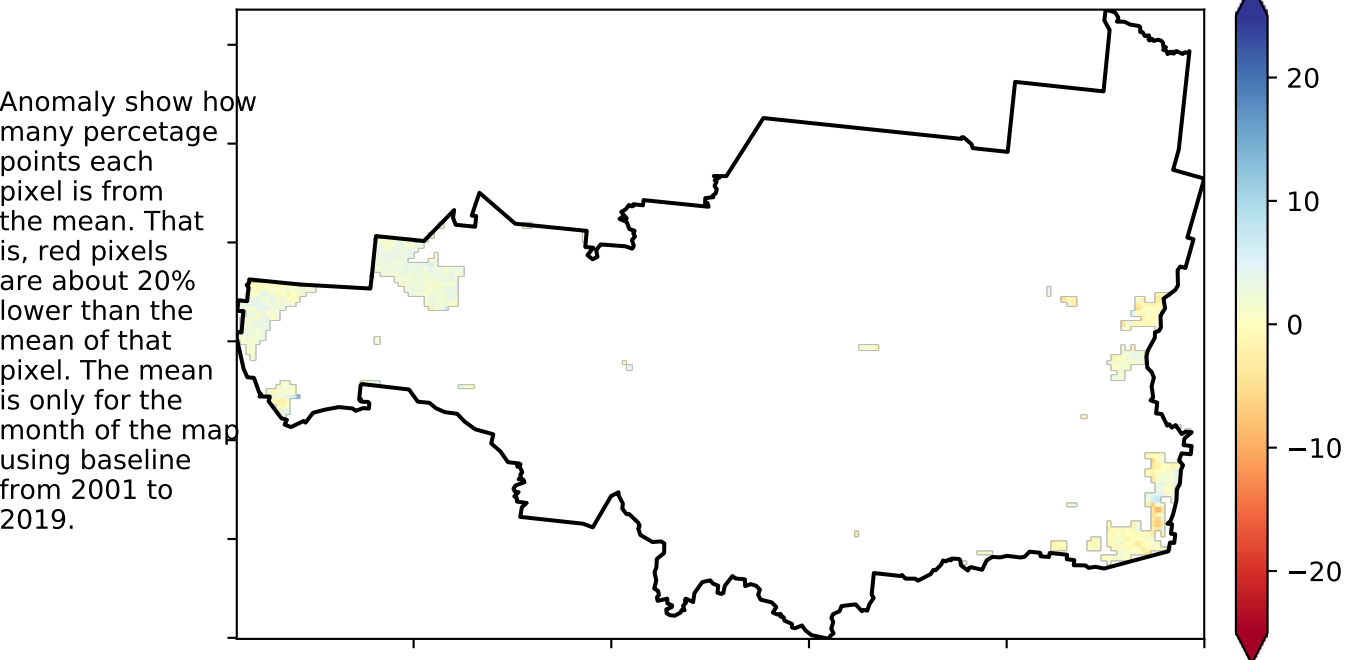 Anomaly show how
many percetage
points each
pixel is from
the mean. That
is, red pixels
are about 20%
lower than the
mean of that
pixel. The mean
is only for the
month of the map
using baseline
from 2001 to
2019.
20
10
0
−10
−20